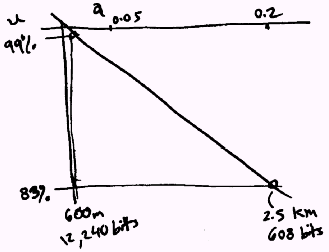 u a 0.05 0.2
99%
83%
600m
12,240 bits
2.5 km
608 bits